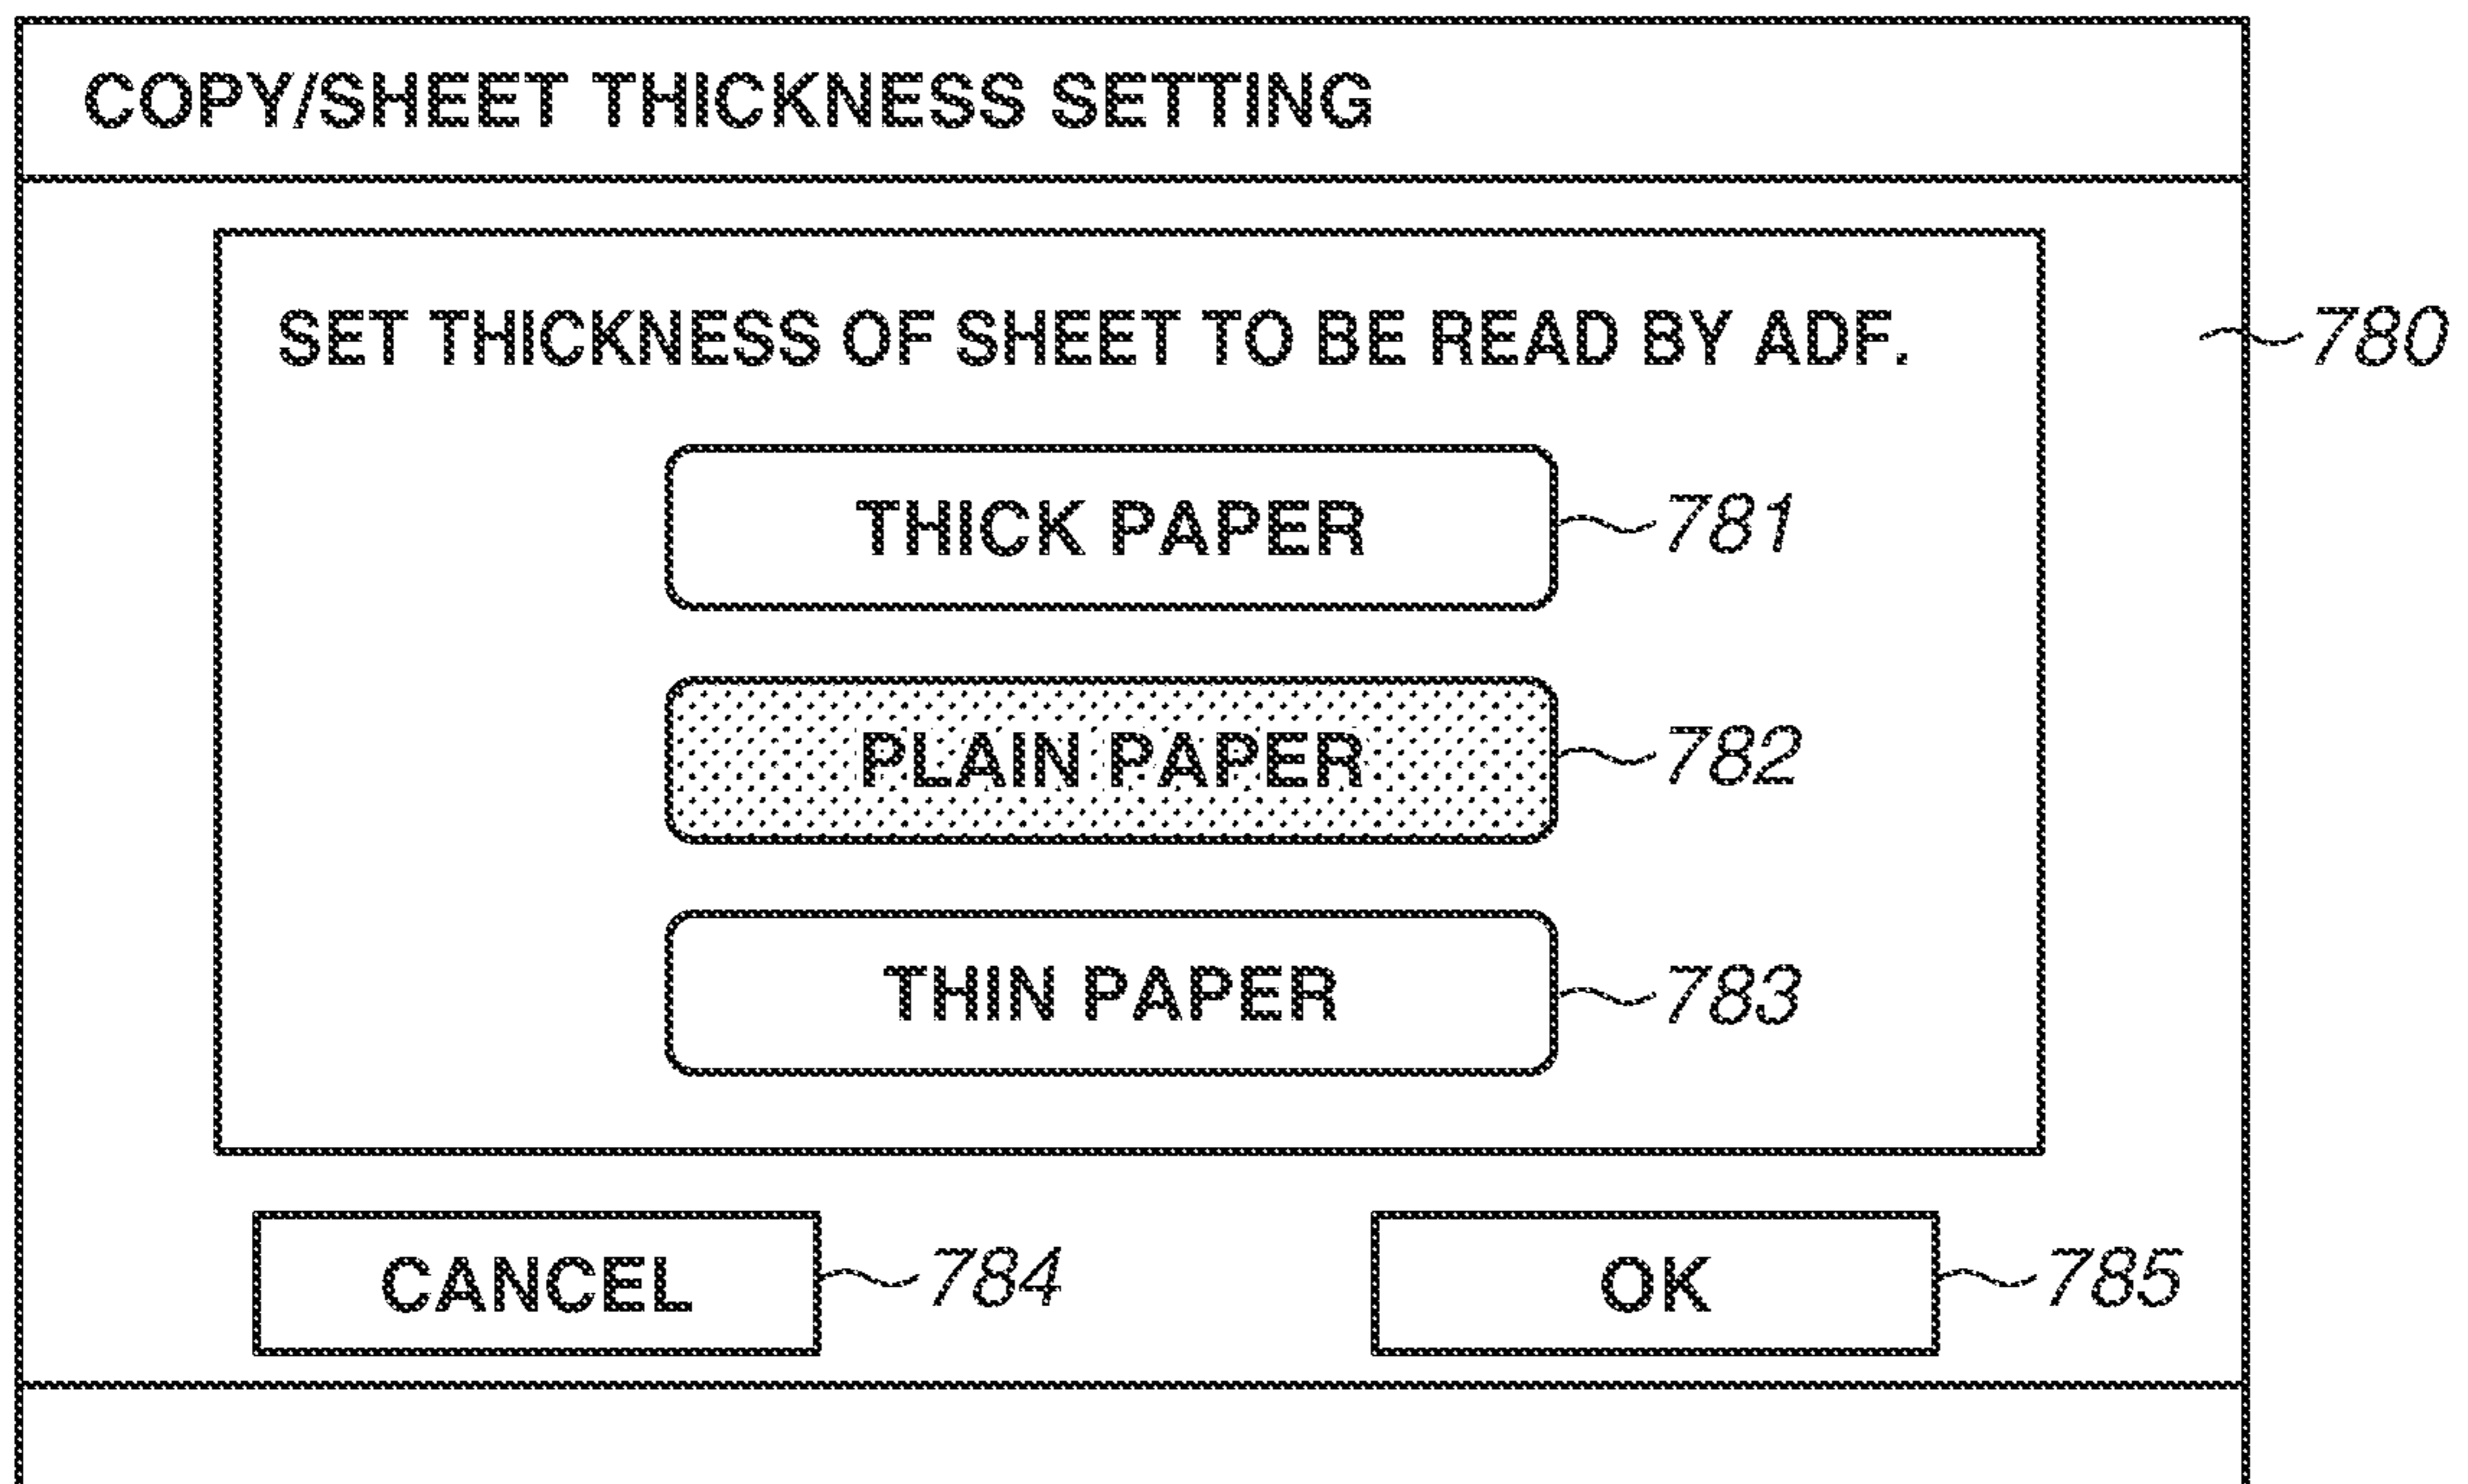 COPY/SHEET THICKNESS SETTING
SET THICKNESS OF SHEET TO BE READ BY ADF.
780
THICK PAPER 781
PLAIN PAPER 782
THIN PAPER 783
CANCEL 784 OK 785